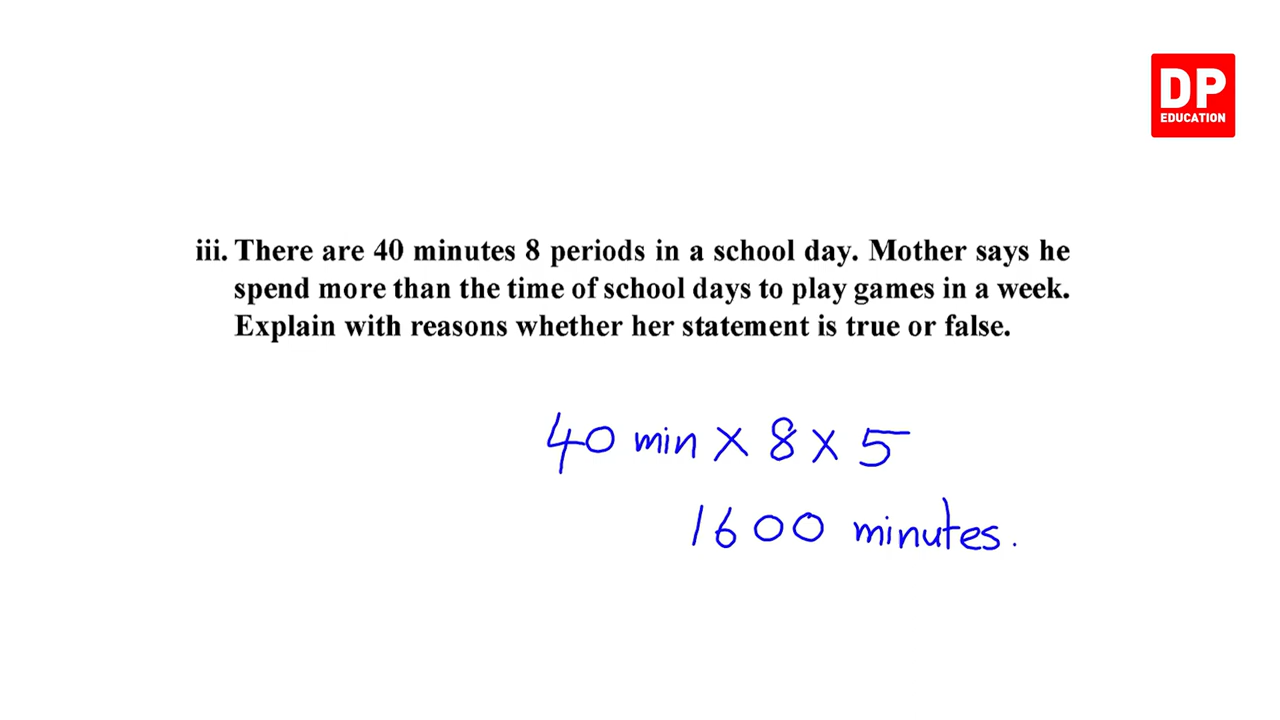 DP
EDUCATION
iii. There are 40 minutes 8 periods in a school day. Mother says he
spend more than the time of school days to play games in a week.
Explain with reasons whether her statement is true or false.
40 min × 8 × 5
1600 minutes.